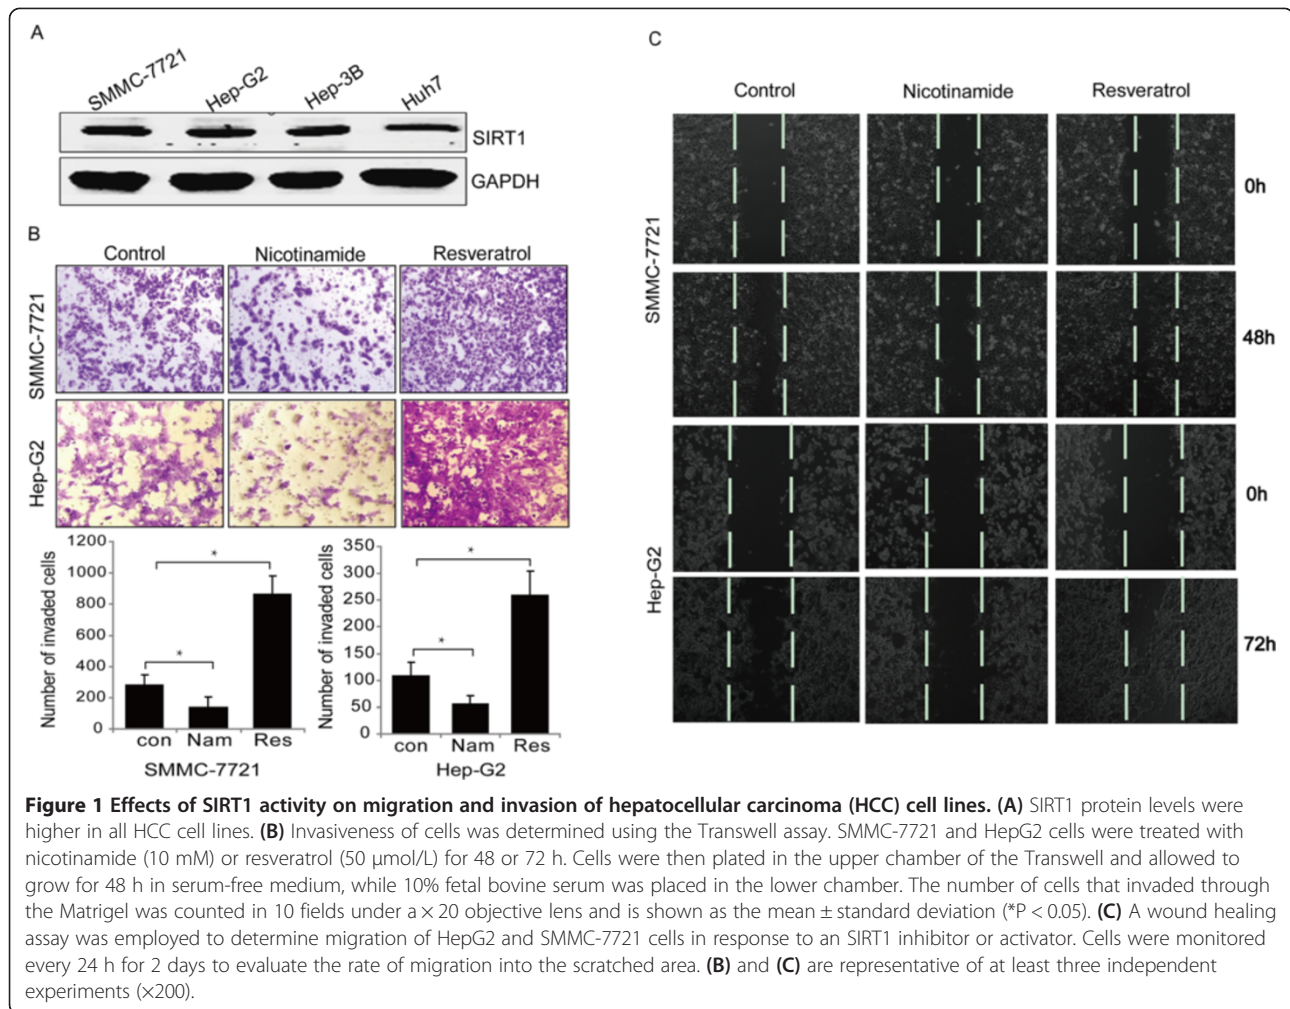 A
SMMC-7721 Hep-G2 Hep-3B Huh7
SIRT1
GAPDH
B
Control Nicotinamide Resveratrol
SMMC-7721
Hep-G2
Number of invaded cells
1200
1000
800
600
400
200
0
*
*
con Nam Res
SMMC-7721
Number of invaded cells
350
300
250
200
150
100
50
0
*
*
con Nam Res
Hep-G2
C
Control Nicotinamide Resveratrol
SMMC-7721
0h
48h
Hep-G2
0h
72h
Figure 1 Effects of SIRT1 activity on migration and invasion of hepatocellular carcinoma (HCC) cell lines. (A) SIRT1 protein levels were
higher in all HCC cell lines. (B) Invasiveness of cells was determined using the Transwell assay. SMMC-7721 and HepG2 cells were treated with
nicotinamide (10 mM) or resveratrol (50 μmol/L) for 48 or 72 h. Cells were then plated in the upper chamber of the Transwell and allowed to
grow for 48 h in serum-free medium, while 10% fetal bovine serum was placed in the lower chamber. The number of cells that invaded through
the Matrigel was counted in 10 fields under a × 20 objective lens and is shown as the mean ± standard deviation (*P < 0.05). (C) A wound healing
assay was employed to determine migration of HepG2 and SMMC-7721 cells in response to an SIRT1 inhibitor or activator. Cells were monitored
every 24 h for 2 days to evaluate the rate of migration into the scratched area. (B) and (C) are representative of at least three independent
experiments (×200).